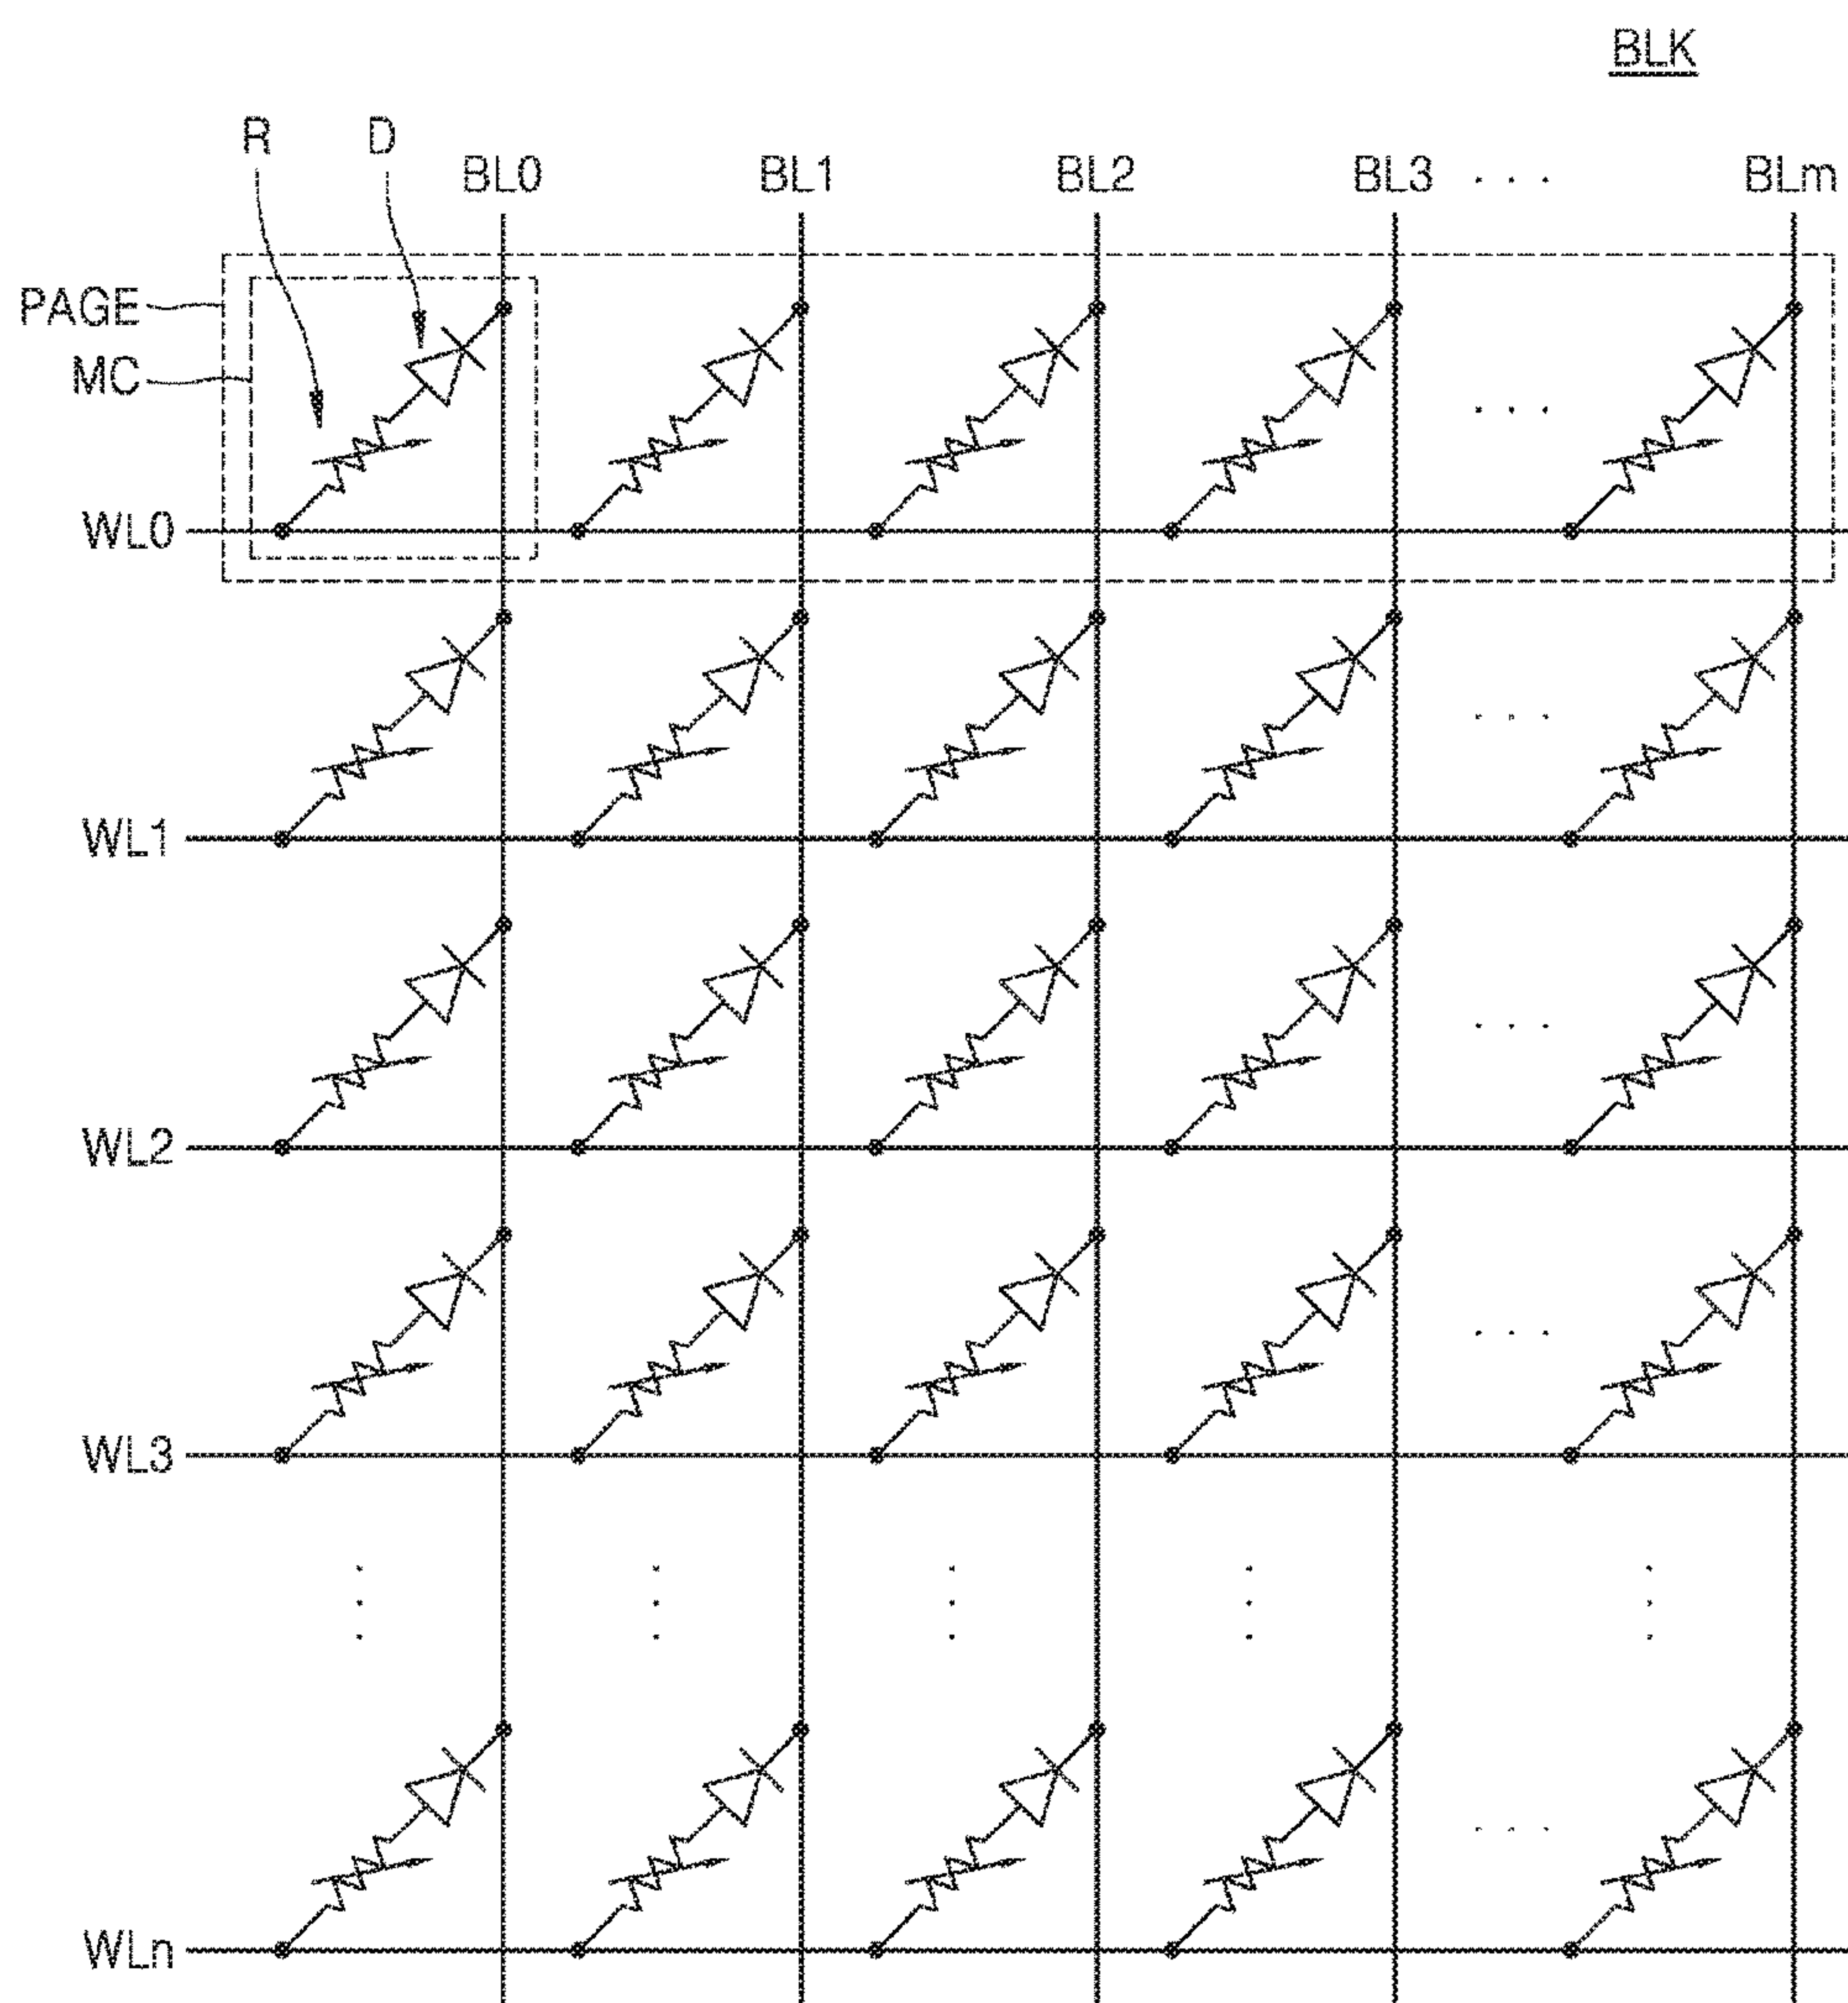 BLK
R D
BL0 BL1 BL2 BL3 ... BLm
PAGE
MC
...
WL0
...
WL1
...
WL2
...
WL3
...
WLn